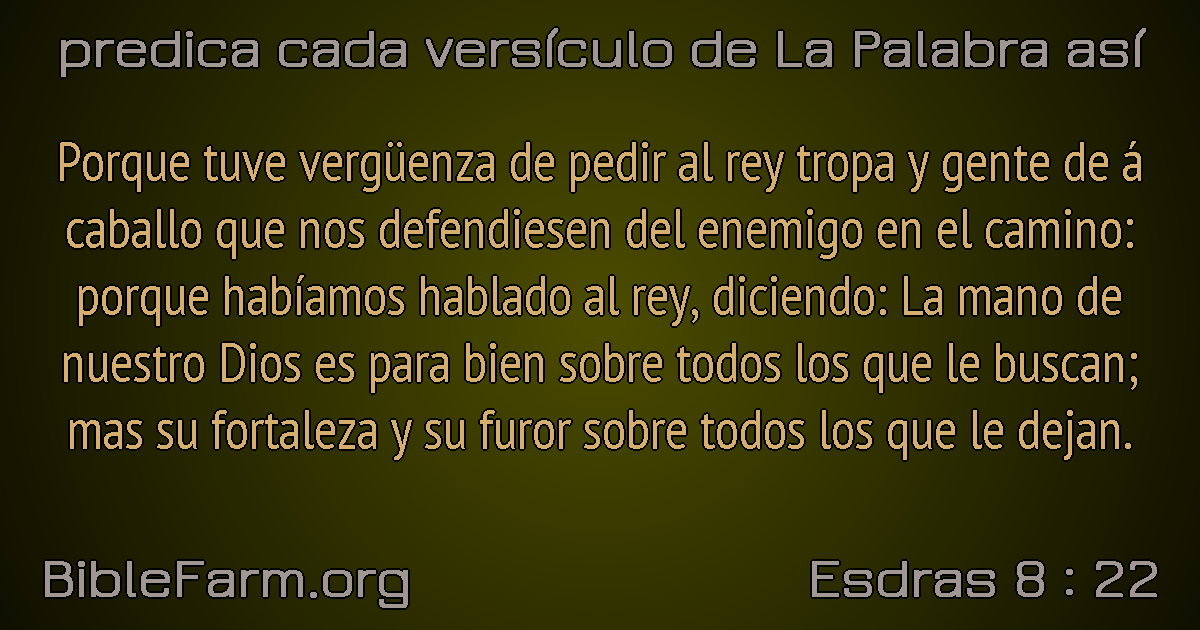 predica cada versículo de La Palabra así
Porque tuve vergüenza de pedir al rey tropa y gente de á
caballo que nos defendiesen del enemigo en el camino:
porque habíamos hablado al rey, diciendo: La mano de
nuestro Dios es para bien sobre todos los que le buscan;
mas su fortaleza y su furor sobre todos los que le dejan.
BibleFarm.org
Esdras 8 : 22